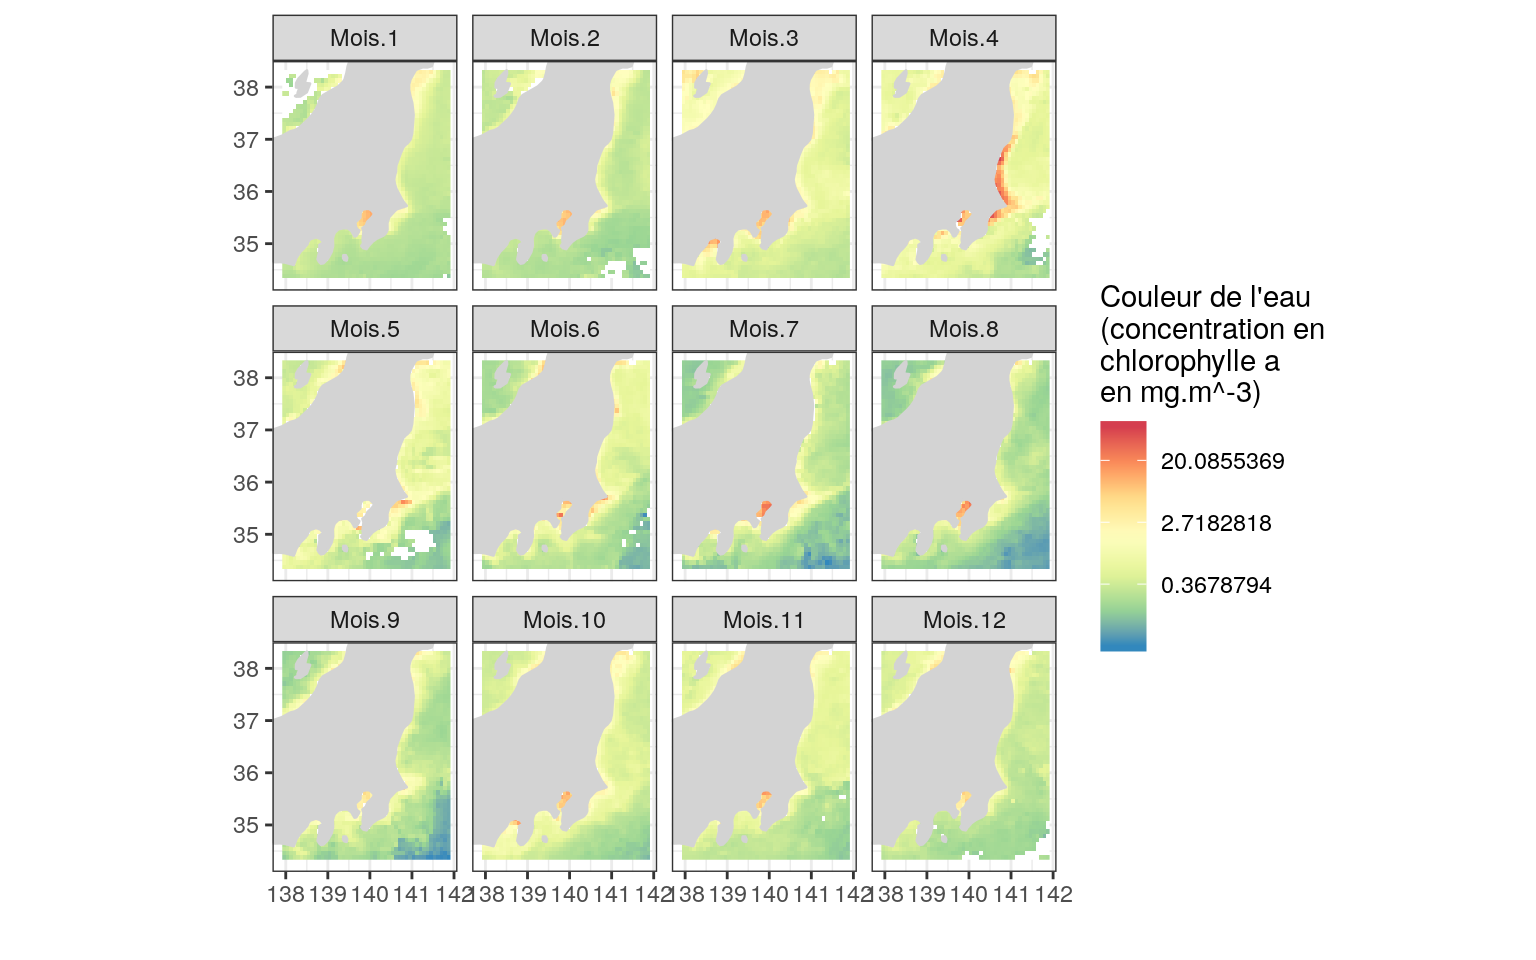 Mois.1 Mois.2 Mois.3 Mois.4
38
37
36
35
Mois.5 Mois.6 Mois.7 Mois.8
38
37
36
35
Mois.9 Mois.10 Mois.11 Mois.12
38
37
36
35
138 139 140 141 142 138 139 140 141 142 138 139 140 141 142 138 139 140 141 142
Couleur de l'eau
(concentration en
chlorophylle a
en mg.m^-3)
20.0855369
2.7182818
0.3678794